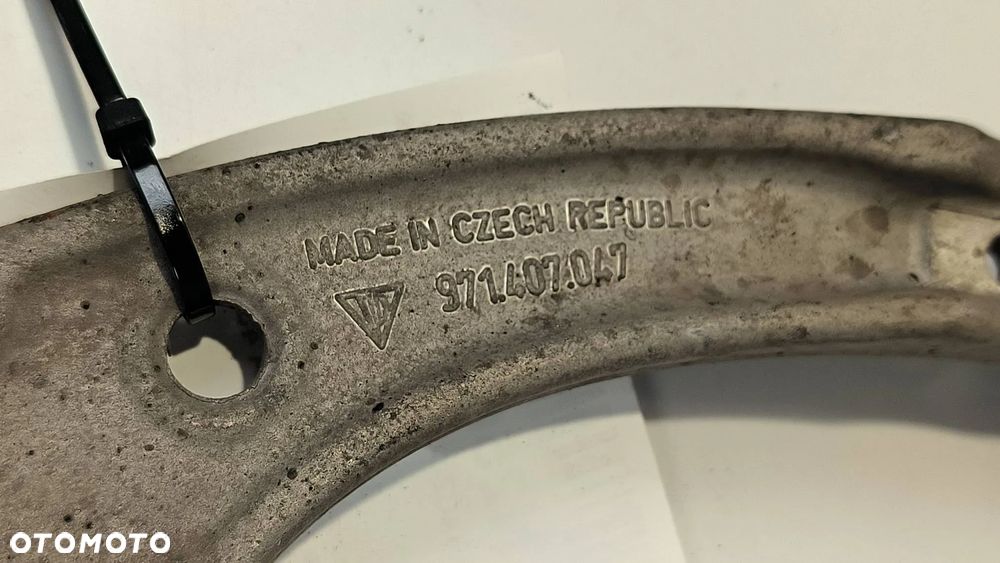 MADE IN CZECH REPUBLIC
971.407.047
OTOMOTO